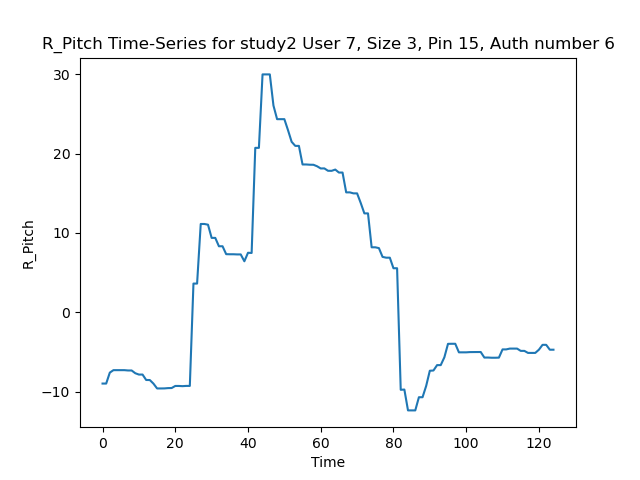 R_Pitch Time-Series for study2 User 7, Size 3, Pin 15, Auth number 6
30
20
10
0
−10
R_Pitch
0 20 40 60 80 100 120
Time